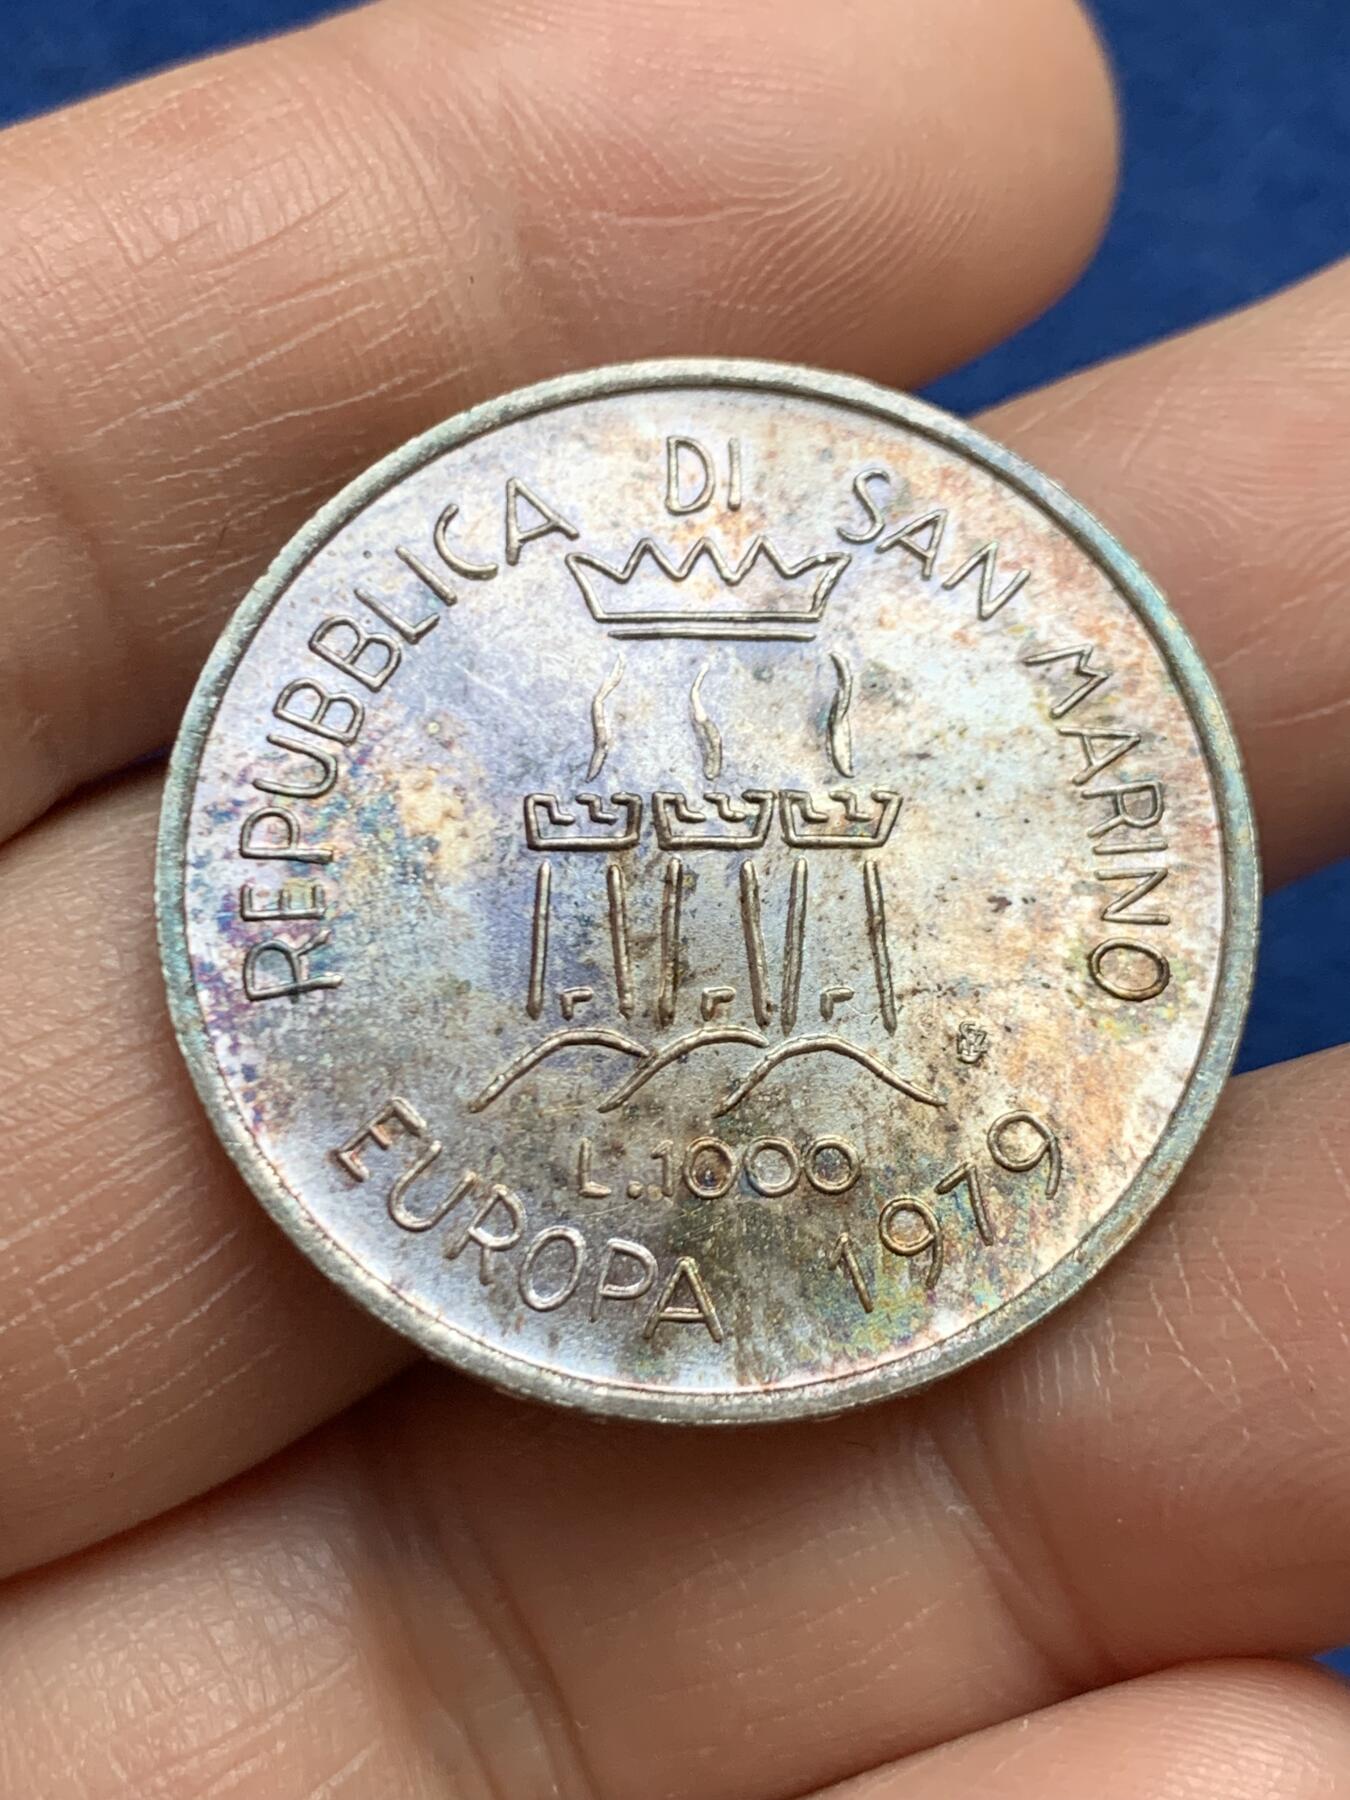 REPUBBLICA DI SAN MARINO
L.1000
EUROPA 1979